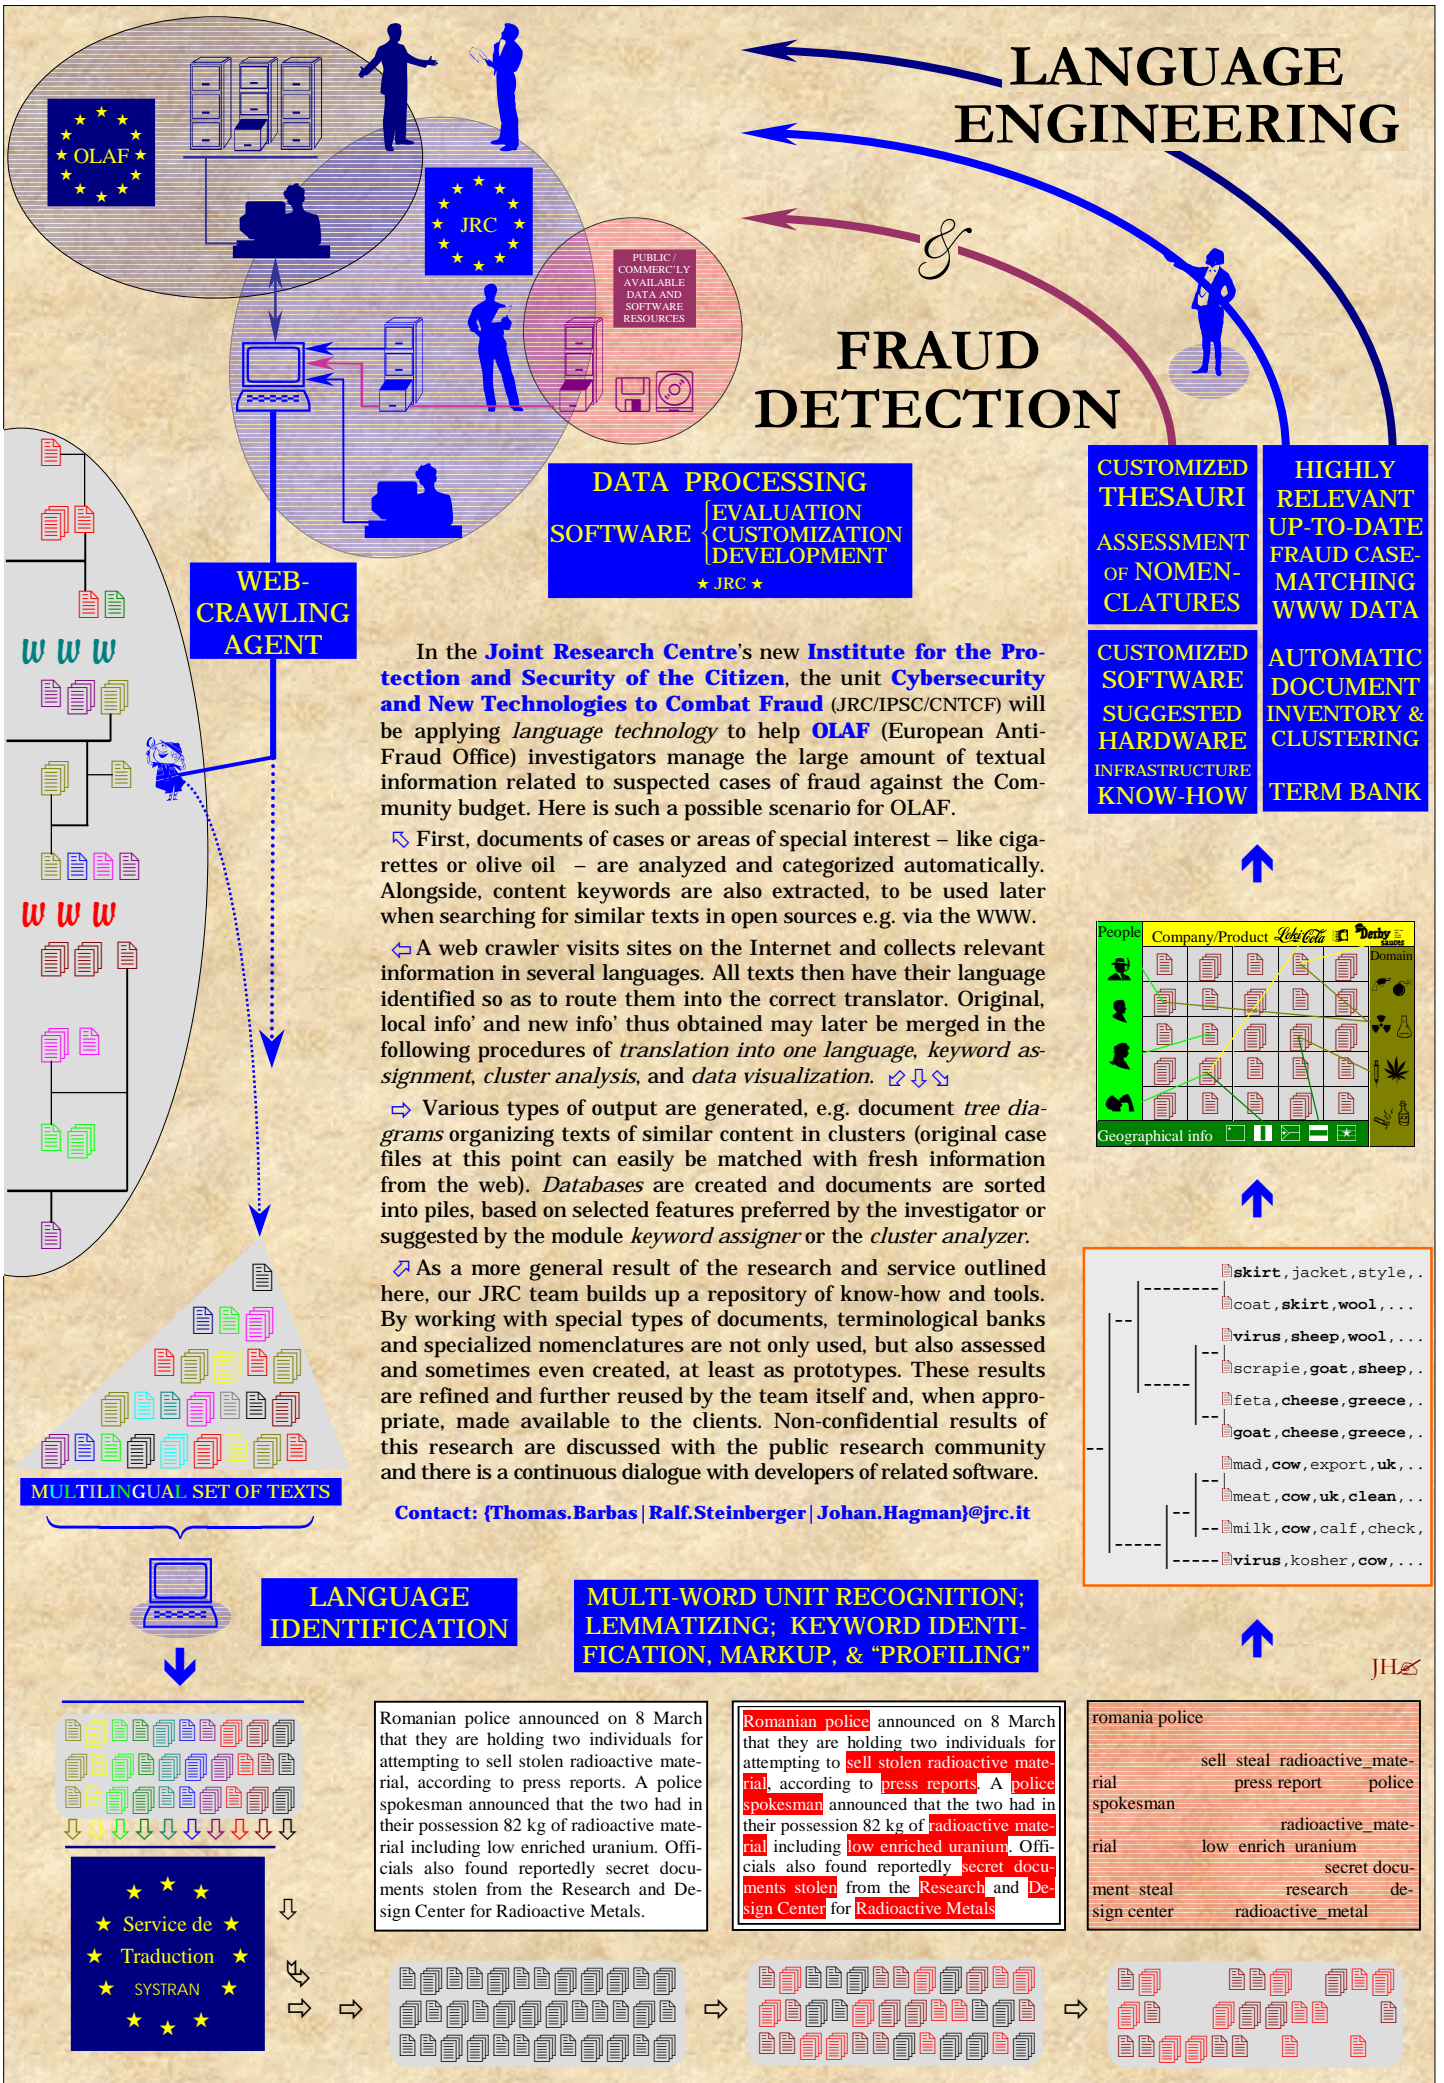 LANGUAGE
ENGINEERING
&
FRAUD
DETECTION
OLAF
JRC
PUBLIC /
COMMERC'LY
AVAILABLE
DATA AND
SOFTWARE
RESOURCES
DATA PROCESSING
SOFTWARE
EVALUATION
CUSTOMIZATION
DEVELOPMENT
★ JRC ★
WEB-
CRAWLING
AGENT
CUSTOMIZED
THESAURI
ASSESSMENT
OF NOMEN-
CLATURES
CUSTOMIZED
SOFTWARE
SUGGESTED
HARDWARE
INFRASTRUCTURE
KNOW-HOW
HIGHLY
RELEVANT
UP-TO-DATE
FRAUD CASE-
MATCHING
WWW DATA
AUTOMATIC
DOCUMENT
INVENTORY &
CLUSTERING
TERM BANK
w w w
w w w
In the Joint Research Centre's new Institute for the Pro-
tection and Security of the Citizen, the unit Cybersecurity
and New Technologies to Combat Fraud (JRC/IPSC/CNTCF) will
be applying language technology to help OLAF (European Anti-
Fraud Office) investigators manage the large amount of textual
information related to suspected cases of fraud against the Com-
munity budget. Here is such a possible scenario for OLAF.
First, documents of cases or areas of special interest – like ciga-
rettes or olive oil – are analyzed and categorized automatically.
Alongside, content keywords are also extracted, to be used later
when searching for similar texts in open sources e.g. via the WWW.
A web crawler visits sites on the Internet and collects relevant
information in several languages. All texts then have their language
identified so as to route them into the correct translator. Original,
local info' and new info' thus obtained may later be merged in the
following procedures of translation into one language, keyword as-
signment, cluster analysis, and data visualization.
Various types of output are generated, e.g. document tree dia-
grams organizing texts of similar content in clusters (original case
files at this point can easily be matched with fresh information
from the web). Databases are created and documents are sorted
into piles, based on selected features preferred by the investigator or
suggested by the module keyword assigner or the cluster analyzer.
As a more general result of the research and service outlined
here, our JRC team builds up a repository of know-how and tools.
By working with special types of documents, terminological banks
and specialized nomenclatures are not only used, but also assessed
and sometimes even created, at least as prototypes. These results
are refined and further reused by the team itself and, when appro-
priate, made available to the clients. Non-confidential results of
this research are discussed with the public research community
and there is a continuous dialogue with developers of related software.
Contact: {Thomas.Barbas|Ralf.Steinberger|Johan.Hagman}@jrc.it
People
Company/Product Loki-Cola Derby sauces
Domain
Geographical info
skirt,jacket,style,.
coat,skirt,wool,...
virus,sheep,wool,...
scrapie,goat,sheep,.
feta,cheese,greece,.
goat,cheese,greece,.
mad,cow,export,uk,..
meat,cow,uk,clean,..
milk,cow,calf,check,
virus,kosher,cow,...
MULTILINGUAL SET OF TEXTS
LANGUAGE
IDENTIFICATION
MULTI-WORD UNIT RECOGNITION;
LEMMATIZING; KEYWORD IDENTI-
FICATION, MARKUP, & “PROFILING”
JH
Romanian police announced on 8 March
that they are holding two individuals for
attempting to sell stolen radioactive mate-
rial, according to press reports. A police
spokesman announced that the two had in
their possession 82 kg of radioactive mate-
rial including low enriched uranium. Offi-
cials also found reportedly secret docu-
ments stolen from the Research and De-
sign Center for Radioactive Metals.
Romanian police announced on 8 March
that they are holding two individuals for
attempting to sell stolen radioactive mate-
rial, according to press reports. A police
spokesman announced that the two had in
their possession 82 kg of radioactive mate-
rial including low enriched uranium. Offi-
cials also found reportedly secret docu-
ments stolen from the Research and De-
sign Center for Radioactive Metals
romania police
sell steal radioactive_mate-
rial press report police
spokesman
radioactive_mate-
rial low enrich uranium
secret docu-
ment steal research de-
sign center radioactive_metal
Service de
Traduction
SYSTRAN